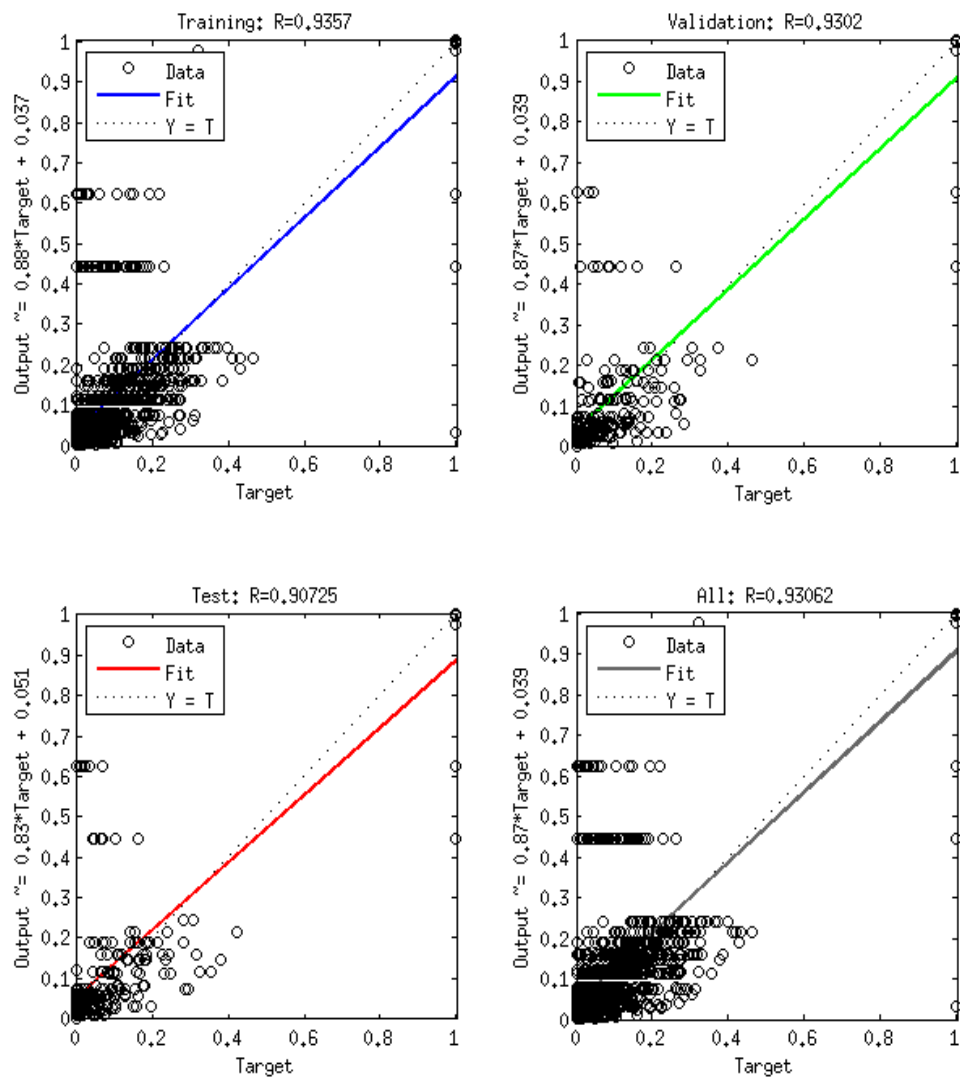 Training: R=0.9357
Output ~= 0.88*Target + 0.037
1
0.9
0.8
0.7
0.6
0.5
0.4
0.3
0.2
0.1
0
Data
Fit
Y = T
0 0.2 0.4 0.6 0.8 1
Target
Validation: R=0.9302
Output ~= 0.87*Target + 0.039
1
0.9
0.8
0.7
0.6
0.5
0.4
0.3
0.2
0.1
0
Data
Fit
Y = T
0 0.2 0.4 0.6 0.8 1
Target
Test: R=0.90725
Output ~= 0.83*Target + 0.051
1
0.9
0.8
0.7
0.6
0.5
0.4
0.3
0.2
0.1
0
Data
Fit
Y = T
0 0.2 0.4 0.6 0.8 1
Target
All: R=0.93062
Output ~= 0.87*Target + 0.039
1
0.9
0.8
0.7
0.6
0.5
0.4
0.3
0.2
0.1
0
Data
Fit
Y = T
0 0.2 0.4 0.6 0.8 1
Target